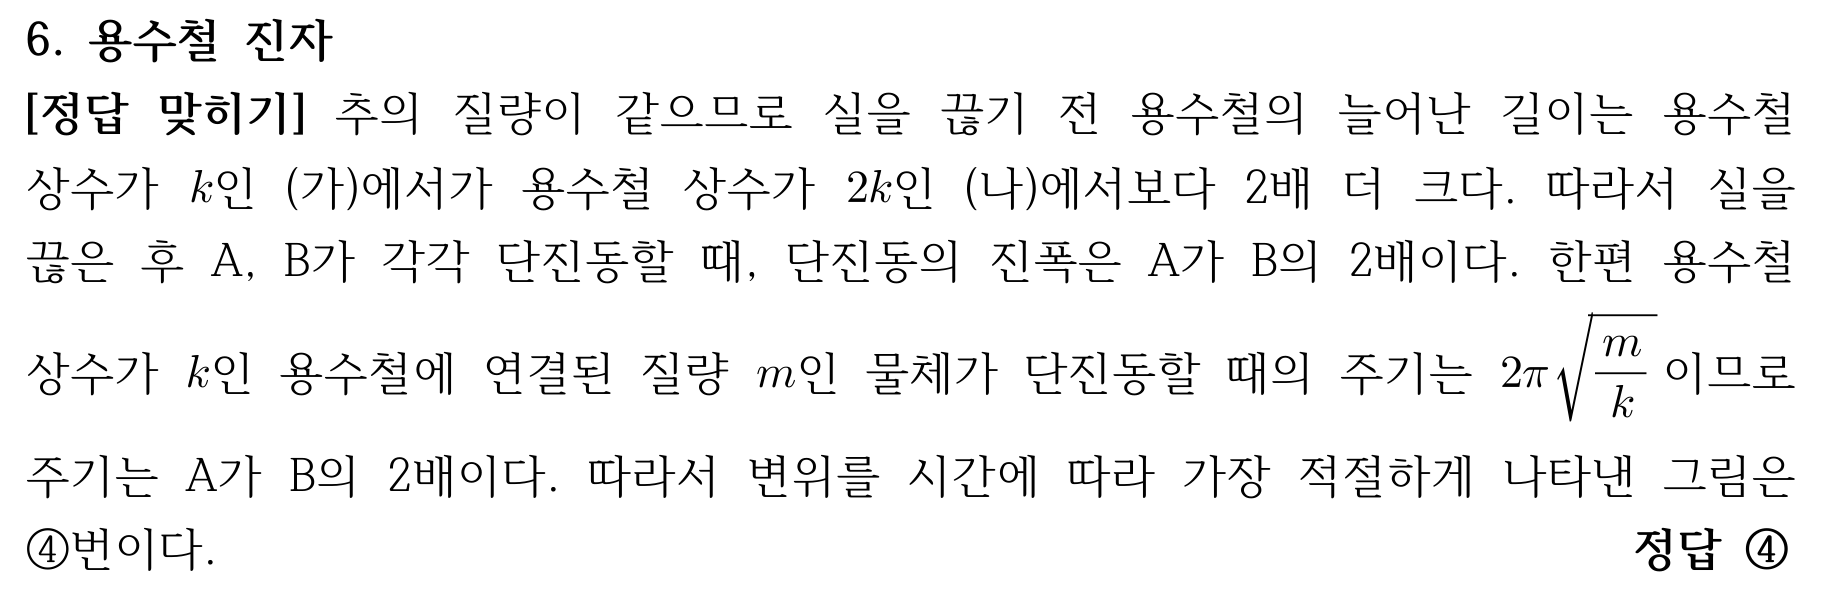 6. 용수철 진자
[정답 맞히기] 추의 질량이 같으므로 실을 끊기 전 용수철의 늘어난 길이는 용수철
상수가 k인 (가)에서가 용수철 상수가 2k인 (나)에서보다 2배 더 크다. 따라서 실을
끊은 후 A, B가 각각 단진동할 때, 단진동의 진폭은 A가 B의 2배이다. 한편 용수철
상수가 k인 용수철에 연결된 질량 m인 물체가 단진동할 때의 주기는 2π√(m/k) 이므로
주기는 A가 B의 2배이다. 따라서 변위를 시간에 따라 가장 적절하게 나타낸 그림은
④번이다. 정답 ④